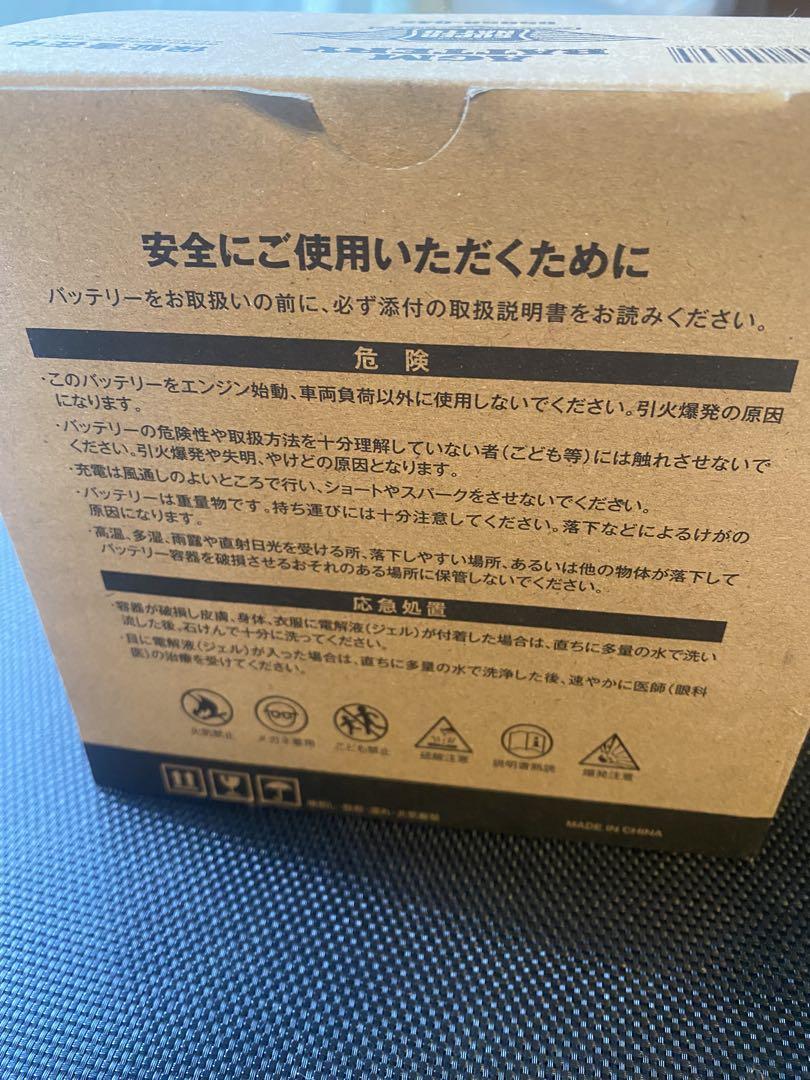 保証書在中
AGM
BATTERY
安全にご使用いただくために
バッテリーをお取扱いの前に、必ず添付の取扱説明書をお読みください。
危険
・このバッテリーをエンジン始動、車両負荷以外に使用しないでください。引火爆発の原因
になります。
・バッテリーの危険性や取扱方法を十分理解していない者(こども等)には触れさせないで
ください。引火爆発や失明、やけどの原因となります。
・充電は風通しのよいところで行い、ショートやスパークをさせないでください。
・バッテリーは重量物です。持ち運びには十分注意してください。落下などによるけがの
原因になります。
・高温、多湿、雨露や直射日光を受ける所、落下しやすい場所、あるいは他の物体が落下して
バッテリー容器を破損させるおそれのある場所に保管しないでください。
応急処置
・容器が破損し皮膚、身体、衣服に電解液(ジェル)が付着した場合は、直ちに多量の水で洗い
流した後、石けんで十分に洗ってください。
・目に電解液(ジェル)が入った場合は、直ちに多量の水で洗浄した後、速やかに医師(眼科
医)の治療を受けてください。
火気禁止 メガネ着用 こども禁止 硫酸注意 説明書熟読 爆発注意
MADE IN CHINA